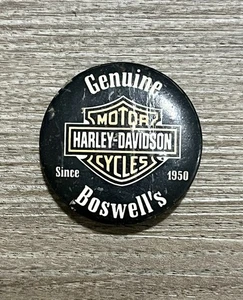 Genuine
MOTOR
HARLEY-DAVIDSON
CYCLES
Since 1950
Boswell's